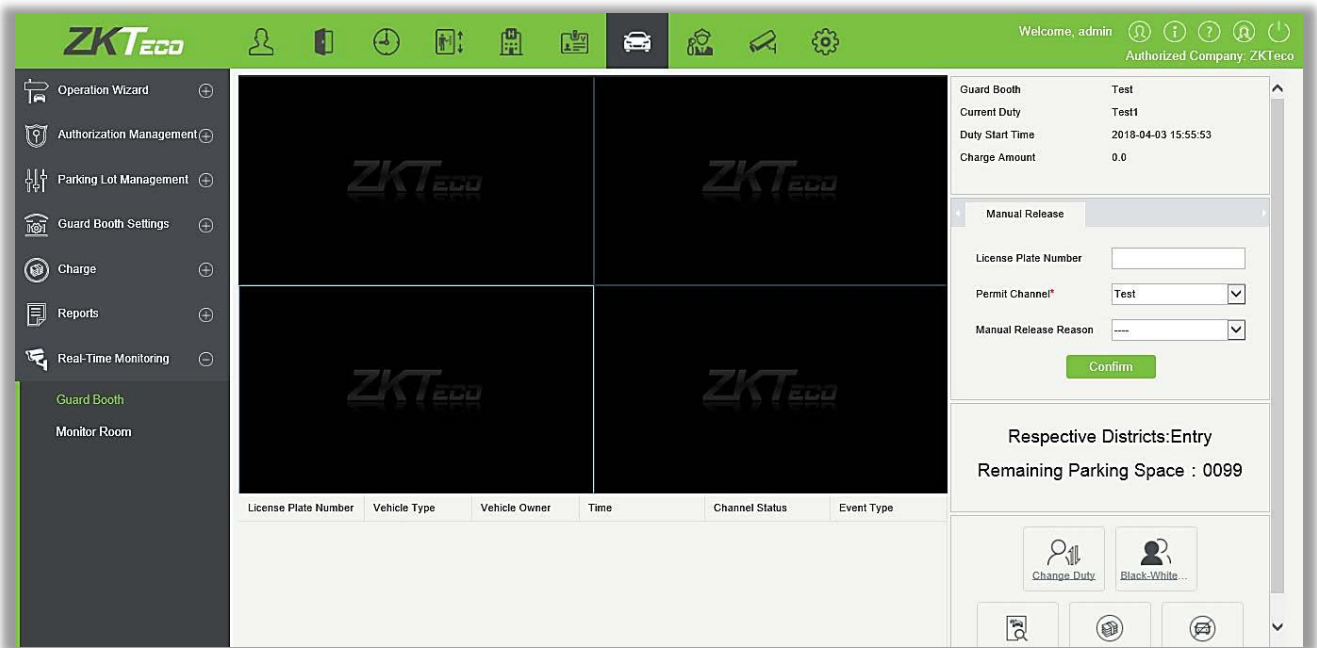 ZKTECO
Welcome, admin
Authorized Company: ZKTeco
Operation Wizard
Authorization Management
Parking Lot Management
Guard Booth Settings
Charge
Reports
Real-Time Monitoring
Guard Booth
Monitor Room
ZKTECO
ZKTECO
ZKTECO
ZKTECO
License Plate Number Vehicle Type Vehicle Owner Time Channel Status Event Type
Guard Booth Test
Current Duty Test1
Duty Start Time 2018-04-03 15:55:53
Charge Amount 0.0
Manual Release
License Plate Number
Permit Channel* Test
Manual Release Reason ----
Confirm
Respective Districts:Entry
Remaining Parking Space : 0099
Change Duty Black-White...